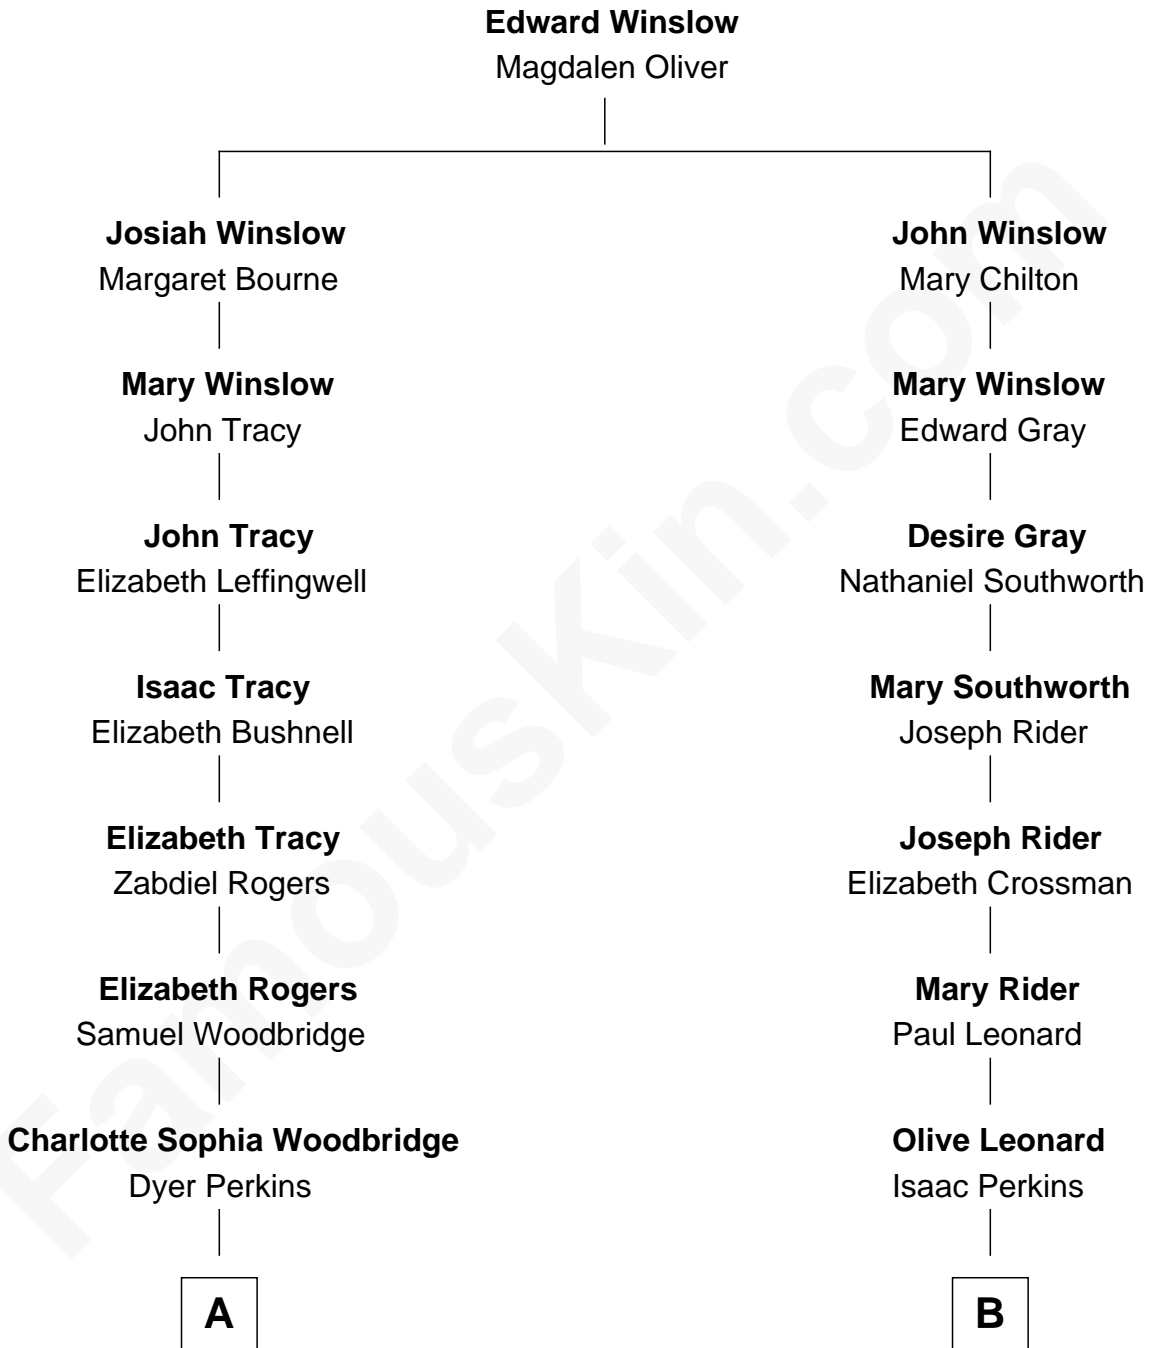 Edward Winslow
Magdalen Oliver
Josiah Winslow
Margaret Bourne
John Winslow
Mary Chilton
Mary Winslow
John Tracy
Mary Winslow
Edward Gray
John Tracy
Elizabeth Leffingwell
Desire Gray
Nathaniel Southworth
Isaac Tracy
Elizabeth Bushnell
Mary Southworth
Joseph Rider
Elizabeth Tracy
Zabdiel Rogers
Joseph Rider
Elizabeth Crossman
Elizabeth Rogers
Samuel Woodbridge
Mary Rider
Paul Leonard
Charlotte Sophia Woodbridge
Dyer Perkins
Olive Leonard
Isaac Perkins
A
B
FamousKin.com